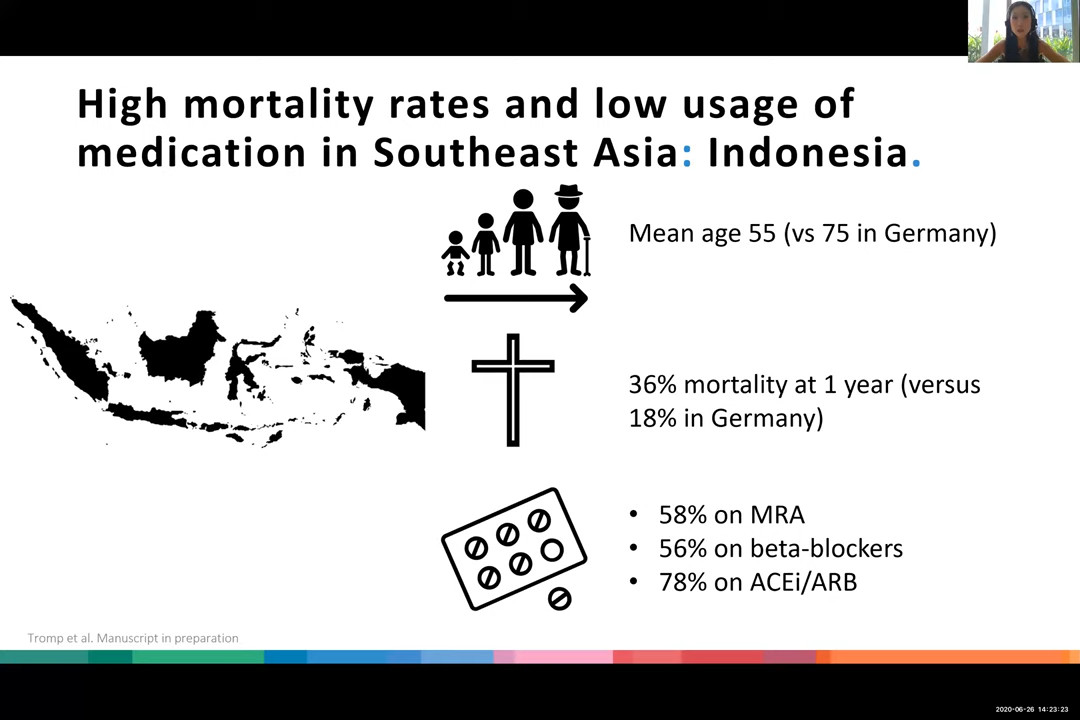 High mortality rates and low usage of
medication in Southeast Asia: Indonesia.
Mean age 55 (vs 75 in Germany)
36% mortality at 1 year (versus
18% in Germany)
• 58% on MRA
• 56% on beta-blockers
• 78% on ACEi/ARB
Tromp et al. Manuscript in preparation
2020-06-26 14:23:23